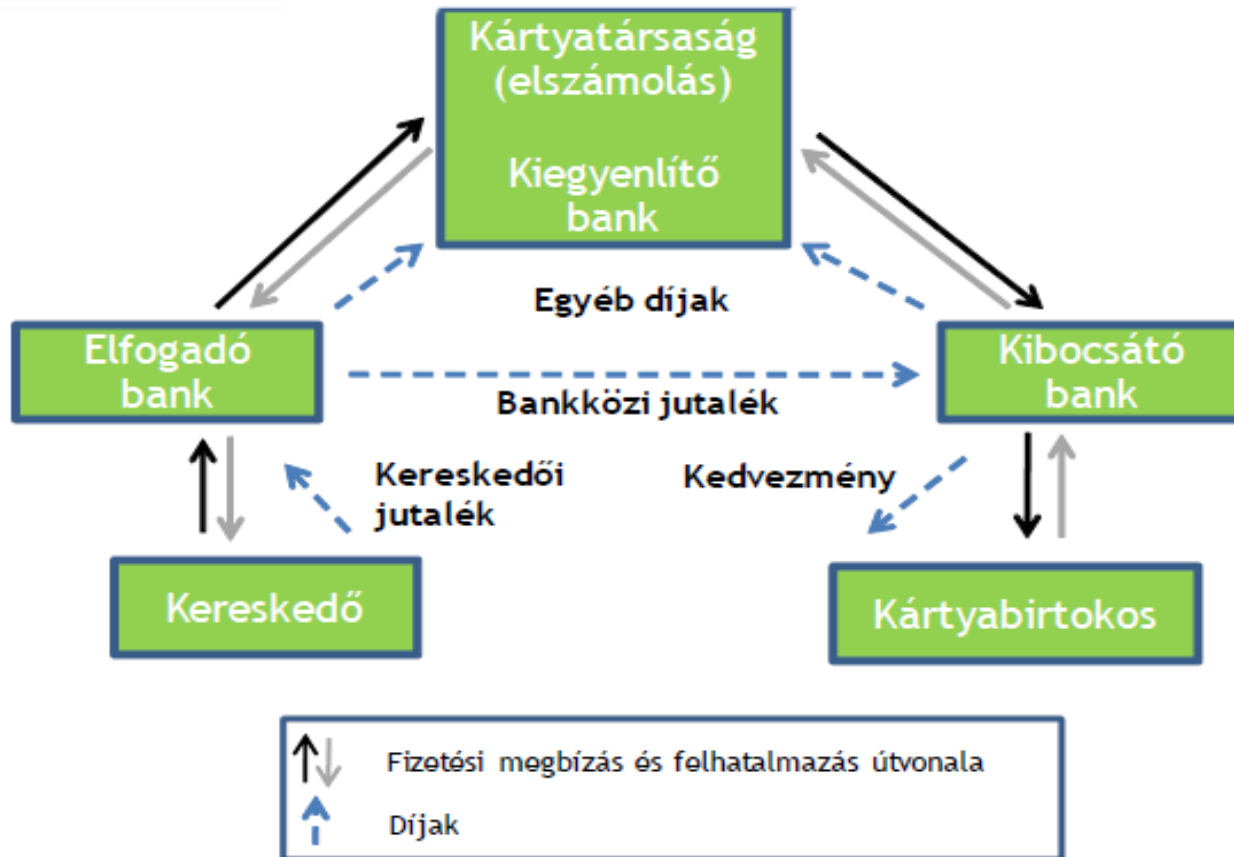 Kártyatársaság
(elszámolás)
Kiegyenlítő
bank
Egyéb díjak
Elfogadó
bank
Kibocsátó
bank
Bankközi jutalék
Kereskedői
jutalék
Kedvezmény
Kereskedő
Kártyabirtokos
Fizetési megbízás és felhatalmazás útvonala
Díjak